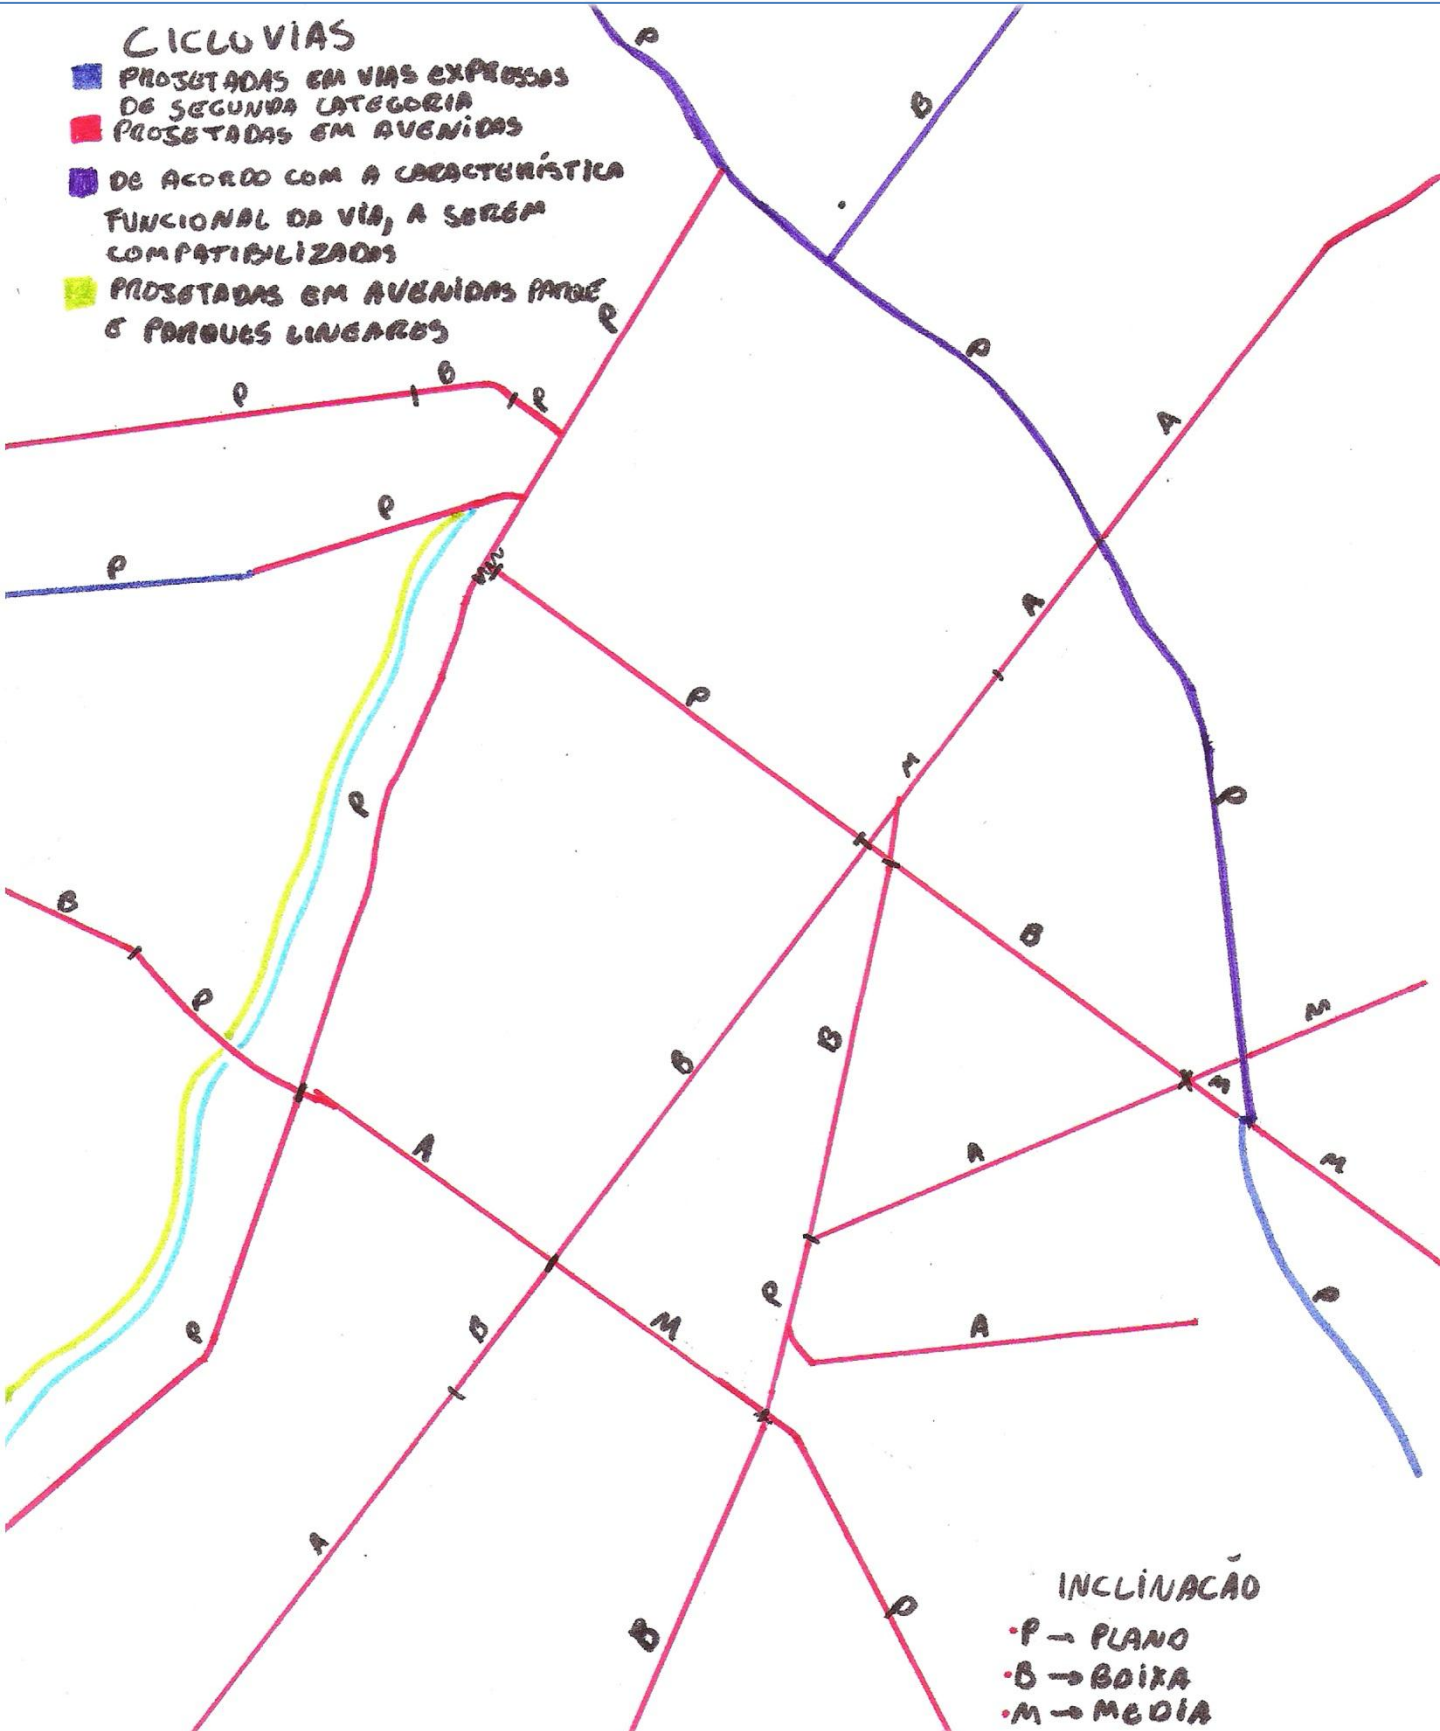 CICLOVIAS
PROJETADAS EM VIAS EXPRESSAS
DE SEGUNDA CATEGORIA
PROJETADAS EM AVENIDAS
DE ACORDO COM A CARACTERÍSTICA
FUNCIONAL DA VIA, A SEREM
COMPATIBILIZADAS
PROJETADAS EM AVENIDAS PARQUE
E PARQUES LINEARES
P
B
P
B
P
P
P
A
P
P
A
P
M
P
P
B
B
P
B
B
M
M
A
A
M
P
P
B
M
A
P
A
B
P
INCLINAÇÃO
•P → PLANO
•B → BAIXA
•M → MEDIA